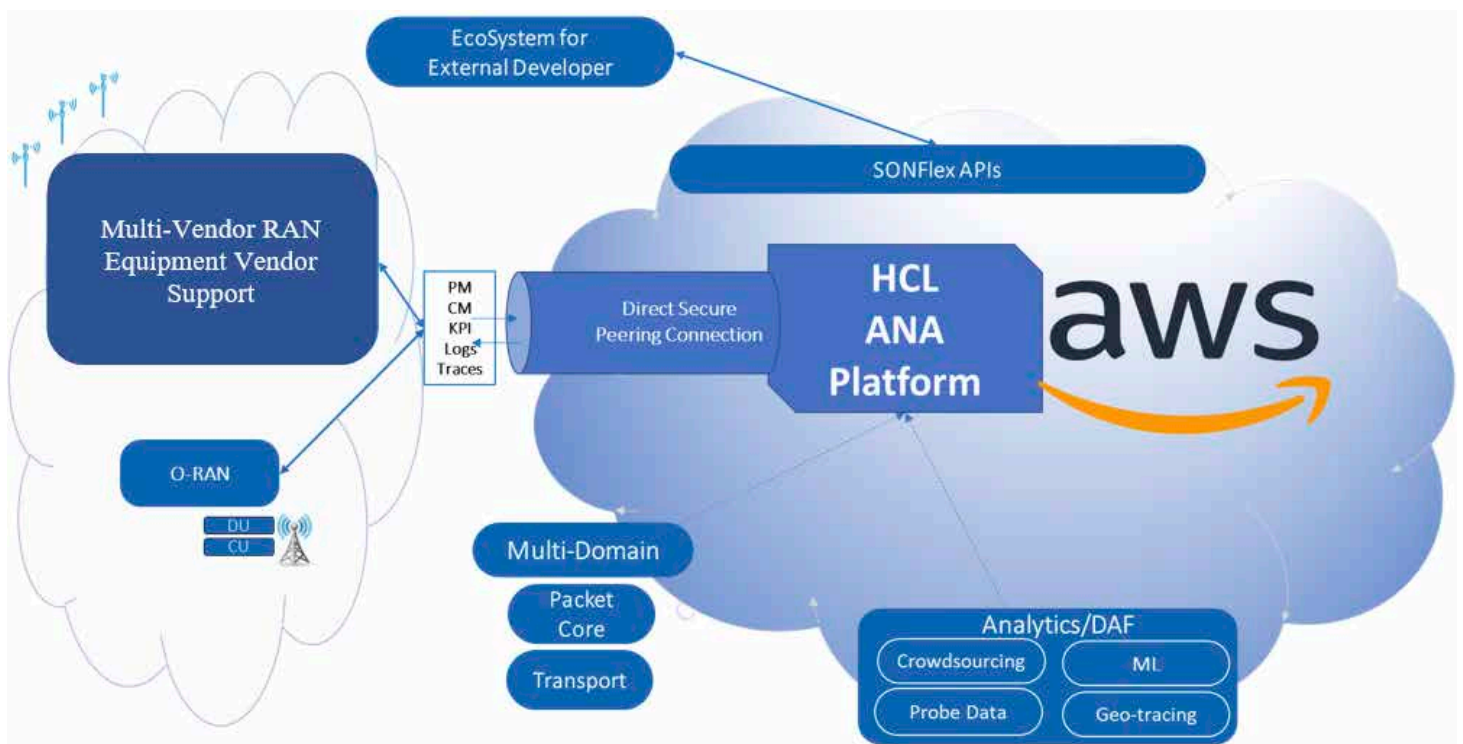 EcoSystem for
External Developer
SONFlex APIs
Multi-Vendor RAN
Equipment Vendor
Support
PM
CM
KPI
Logs
Traces
Direct Secure
Peering Connection
HCL
ANA
Platform
aws
O-RAN
DU
CU
Multi-Domain
Packet
Core
Transport
Analytics/DAF
Crowdsourcing
ML
Probe Data
Geo-tracing